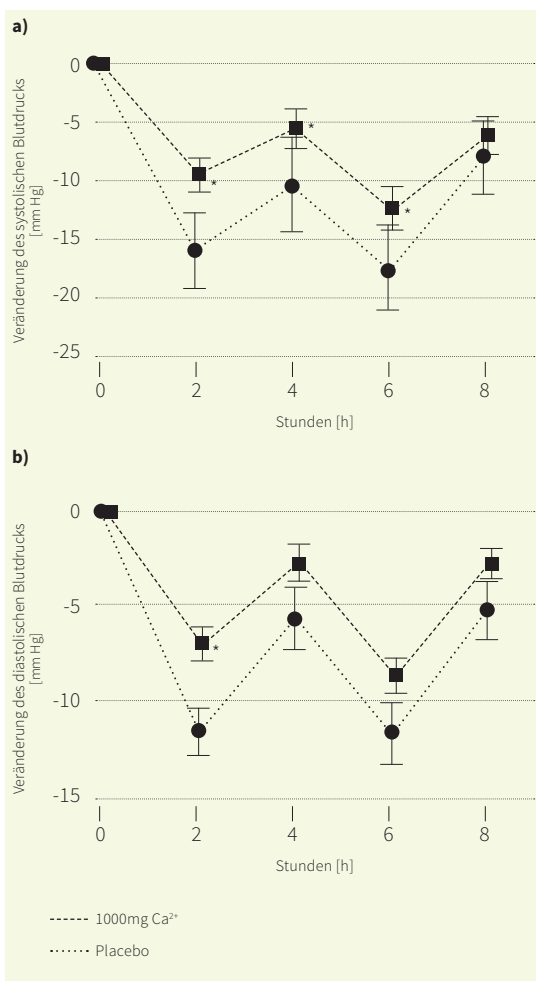 a)
Veränderung des systolischen Blutdrucks
[mm Hg]
0
-5
-10
-15
-20
-25
*
*
*
0 2 4 6 8
Stunden [h]
b)
Veränderung des diastolischen Blutdrucks
[mm Hg]
0
-5
-10
-15
*
0 2 4 6 8
Stunden [h]
1000mg Ca²⁺
Placebo